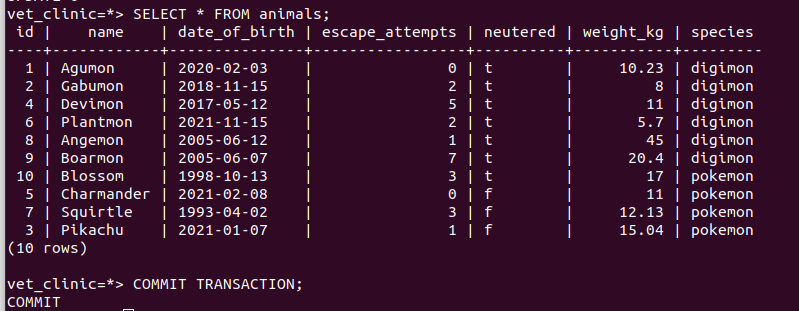 vet_clinic=*> SELECT * FROM animals;
 id |    name    | date_of_birth | escape_attempts | neutered | weight_kg | species
----+------------+---------------+-----------------+----------+-----------+---------
  1 | Agumon     | 2020-02-03    |               0 | t        |     10.23 | digimon
  2 | Gabumon    | 2018-11-15    |               2 | t        |         8 | digimon
  4 | Devimon    | 2017-05-12    |               5 | t        |        11 | digimon
  6 | Plantmon   | 2021-11-15    |               2 | t        |       5.7 | digimon
  8 | Angemon    | 2005-06-12    |               1 | t        |        45 | digimon
  9 | Boarmon    | 2005-06-07    |               7 | t        |      20.4 | digimon
 10 | Blossom    | 1998-10-13    |               3 | t        |        17 | pokemon
  5 | Charmander | 2021-02-08    |               0 | f        |        11 | pokemon
  7 | Squirtle   | 1993-04-02    |               3 | f        |     12.13 | pokemon
  3 | Pikachu    | 2021-01-07    |               1 | f        |     15.04 | pokemon
(10 rows)
vet_clinic=*> COMMIT TRANSACTION;
COMMIT